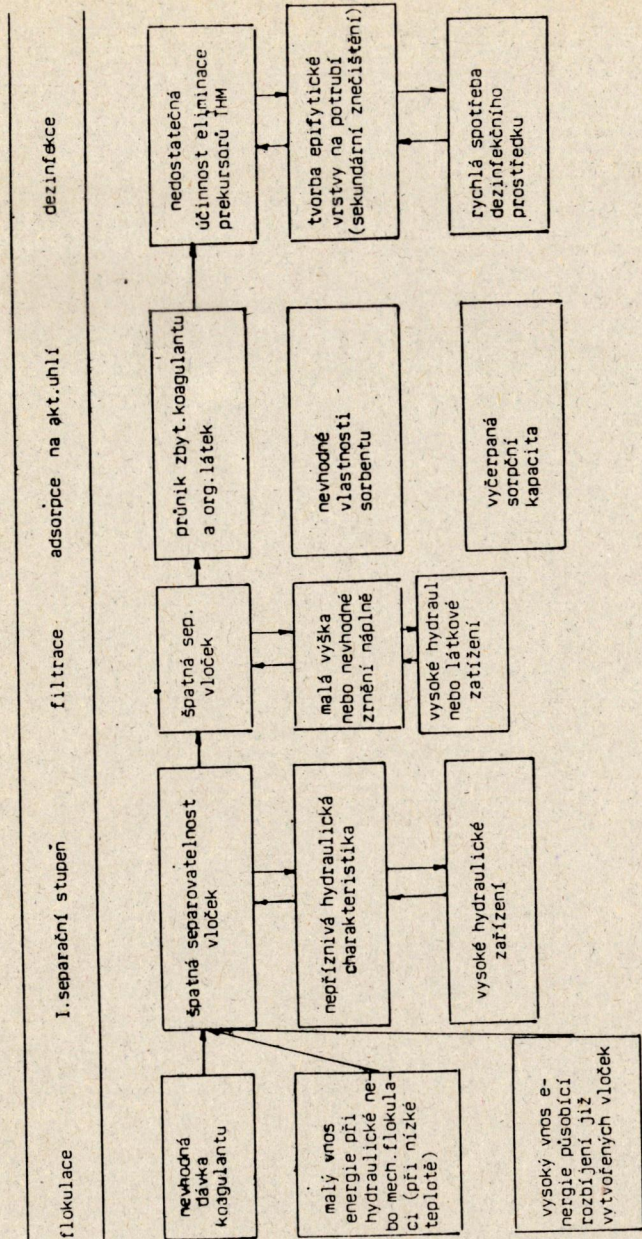 flokulace
I.separační stupeň
filtrace
adsorpce na akt.uhlí
dezinfekce
nevhodná
dávka
koagulantu
malý vnos
energie při
hydraulické ne-
bo mech.flokula-
ci (při nízké
teplotě)
vysoký vnos e-
nergie působící
rozbíjení již
vytvořených vloček
špatná separovatelnost
vloček
nepříznivá hydraulická
charakteristika
vysoké hydraulické
zařízení
špatná sep.
vloček
malá výška
nebo nevhodné
zrnění náplně
vysoké hydraul
nebo látkové
zatížení
průnik zbyt.koagulantu
a org.látek
nevhodné
vlastnosti
sorbentu
vyčerpaná
sorpční
kapacita
nedostatečná
účinnost eliminace
prekursorů THM
tvorba epifytické
vrstvy na potrubí
(sekundární znečištění)
rychlá spotřeba
dezinfekčního
prostředku